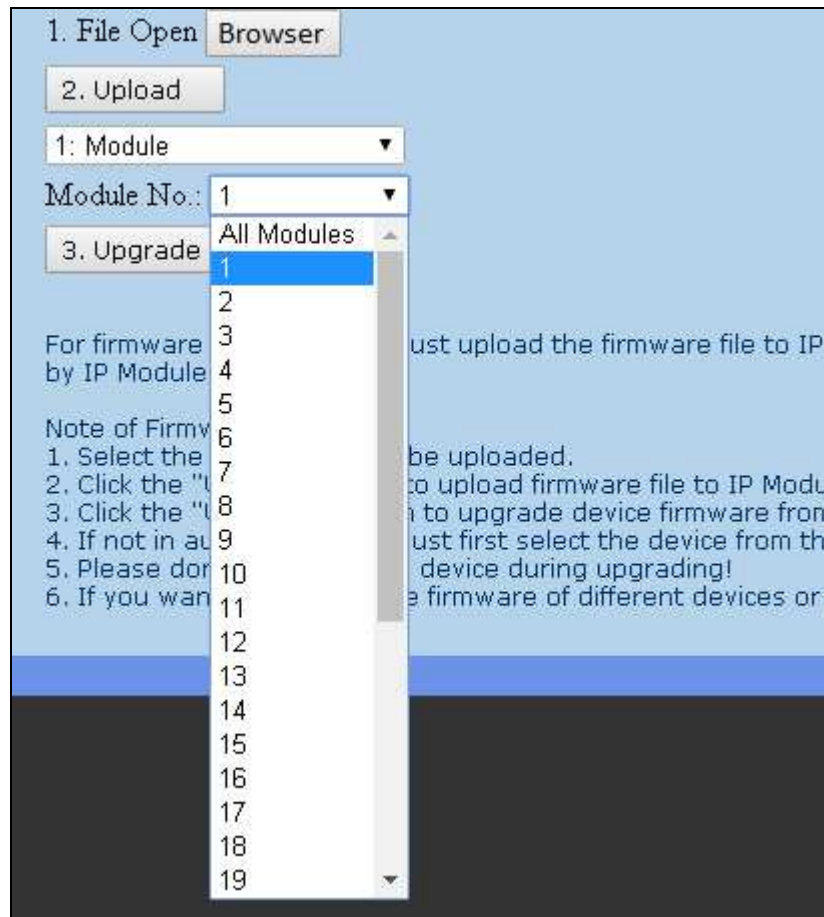 1. File Open Browser
2. Upload
1: Module
Module No.: 1
3. Upgrade
All Modules
1
2
3
4
5
6
7
8
9
10
11
12
13
14
15
16
17
18
19
For firmware ust upload the firmware file to IP
by IP Module
Note of Firmw
1. Select the be uploaded.
2. Click the "U to upload firmware file to IP Modu
3. Click the "U n to upgrade device firmware from
4. If not in au ust first select the device from th
5. Please don device during upgrading!
6. If you wan e firmware of different devices or